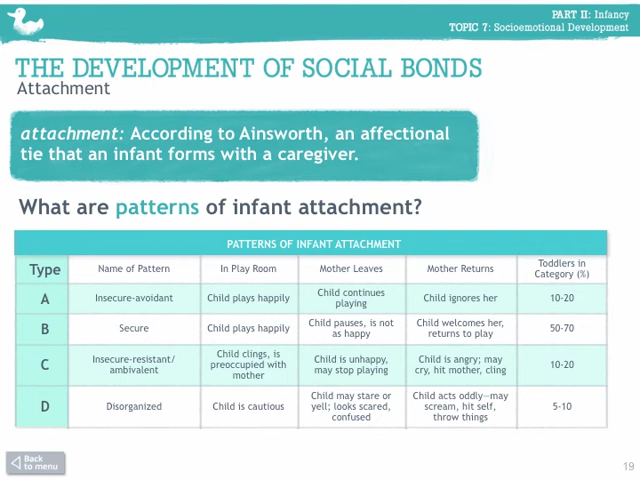 PART II: Infancy
TOPIC 7: Socioemotional Development
THE DEVELOPMENT OF SOCIAL BONDS
Attachment
attachment: According to Ainsworth, an affectional
tie that an infant forms with a caregiver.
What are patterns of infant attachment?
PATTERNS OF INFANT ATTACHMENT
Type
Name of Pattern
In Play Room
Mother Leaves
Mother Returns
Toddlers in
Category (%)
A
Insecure-avoidant
Child plays happily
Child continues
playing
Child ignores her
10-20
B
Secure
Child plays happily
Child pauses, is not
as happy
Child welcomes her,
returns to play
50-70
C
Insecure-resistant/
ambivalent
Child clings, is
preoccupied with
mother
Child is unhappy,
may stop playing
Child is angry; may
cry, hit mother, cling
10-20
D
Disorganized
Child is cautious
Child may stare or
yell; looks scared,
confused
Child acts oddly—may
scream, hit self,
throw things
5-10
Back
to menu
19